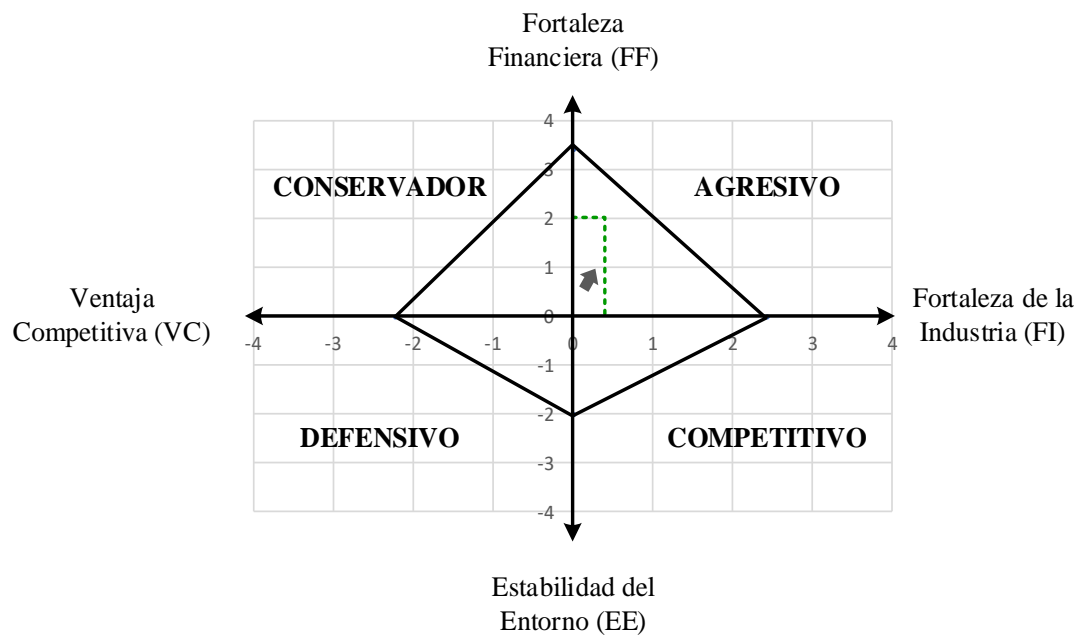 Fortaleza
Financiera (FF)
4
3
CONSERVADOR
AGRESIVO
2
1
Ventaja
Competitiva (VC)
0
Fortaleza de la
Industria (FI)
-4 -3 -2 -1 0 1 2 3 4
-1
-2
DEFENSIVO
COMPETITIVO
-3
-4
Estabilidad del
Entorno (EE)